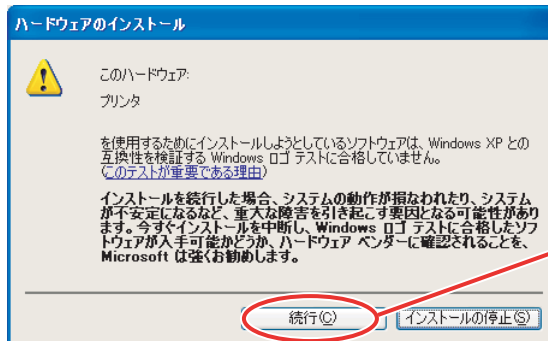 ハードウェアのインストール
このハードウェア:
プリンタ
を使用するためにインストールしようとしているソフトウェアは、Windows XP との
互換性を検証する Windows ロゴ テストに合格していません。
(このテストが重要である理由)
インストールを続行した場合、システムの動作が損なわれたり、システム
が不安定になるなど、重大な障害を引き起こす要因となる可能性があり
ます。今すぐインストールを中断し、Windows ロゴ テストに合格したソフ
トウェアが入手可能かどうか、ハードウェア ベンダーに確認されることを、
Microsoft は強くお勧めします。
続行(C) インストールの停止(S)